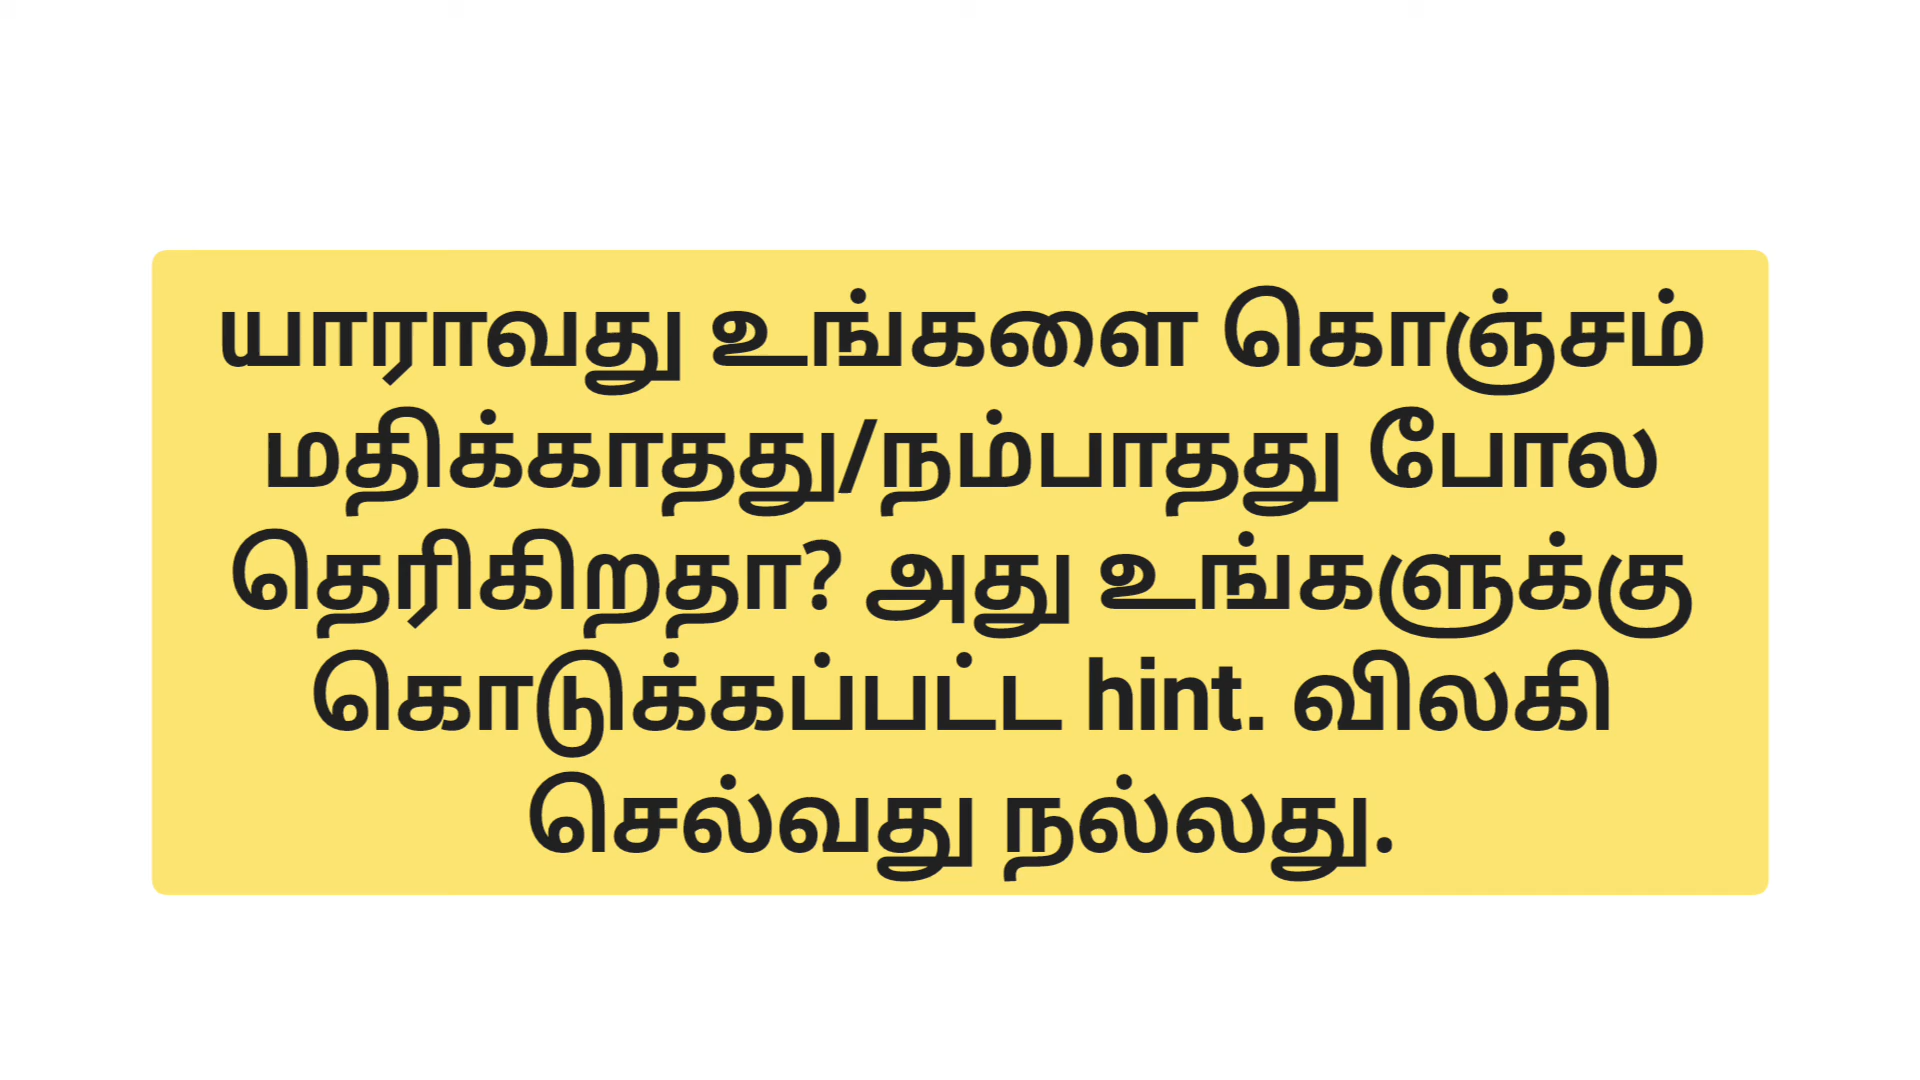 யாராவது உங்களை கொஞ்சம்
மதிக்காதது/நம்பாதது போல
தெரிகிறதா? அது உங்களுக்கு
கொடுக்கப்பட்ட hint. விலகி
செல்வது நல்லது.